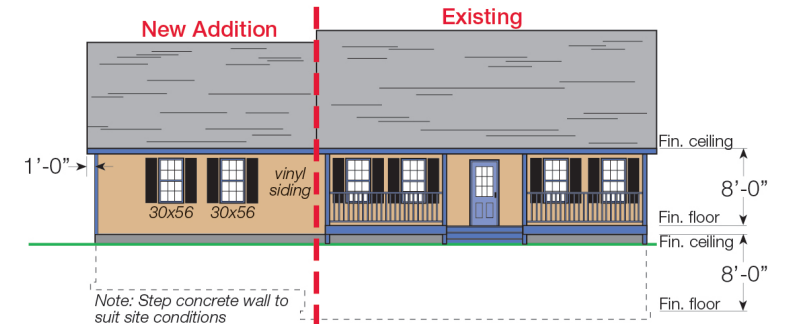 New Addition
Existing
1'-0"
30x56
30x56
vinyl
siding
Fin. ceiling
8'-0"
Fin. floor
Fin. ceiling
8'-0"
Fin. floor
Note: Step concrete wall to
suit site conditions